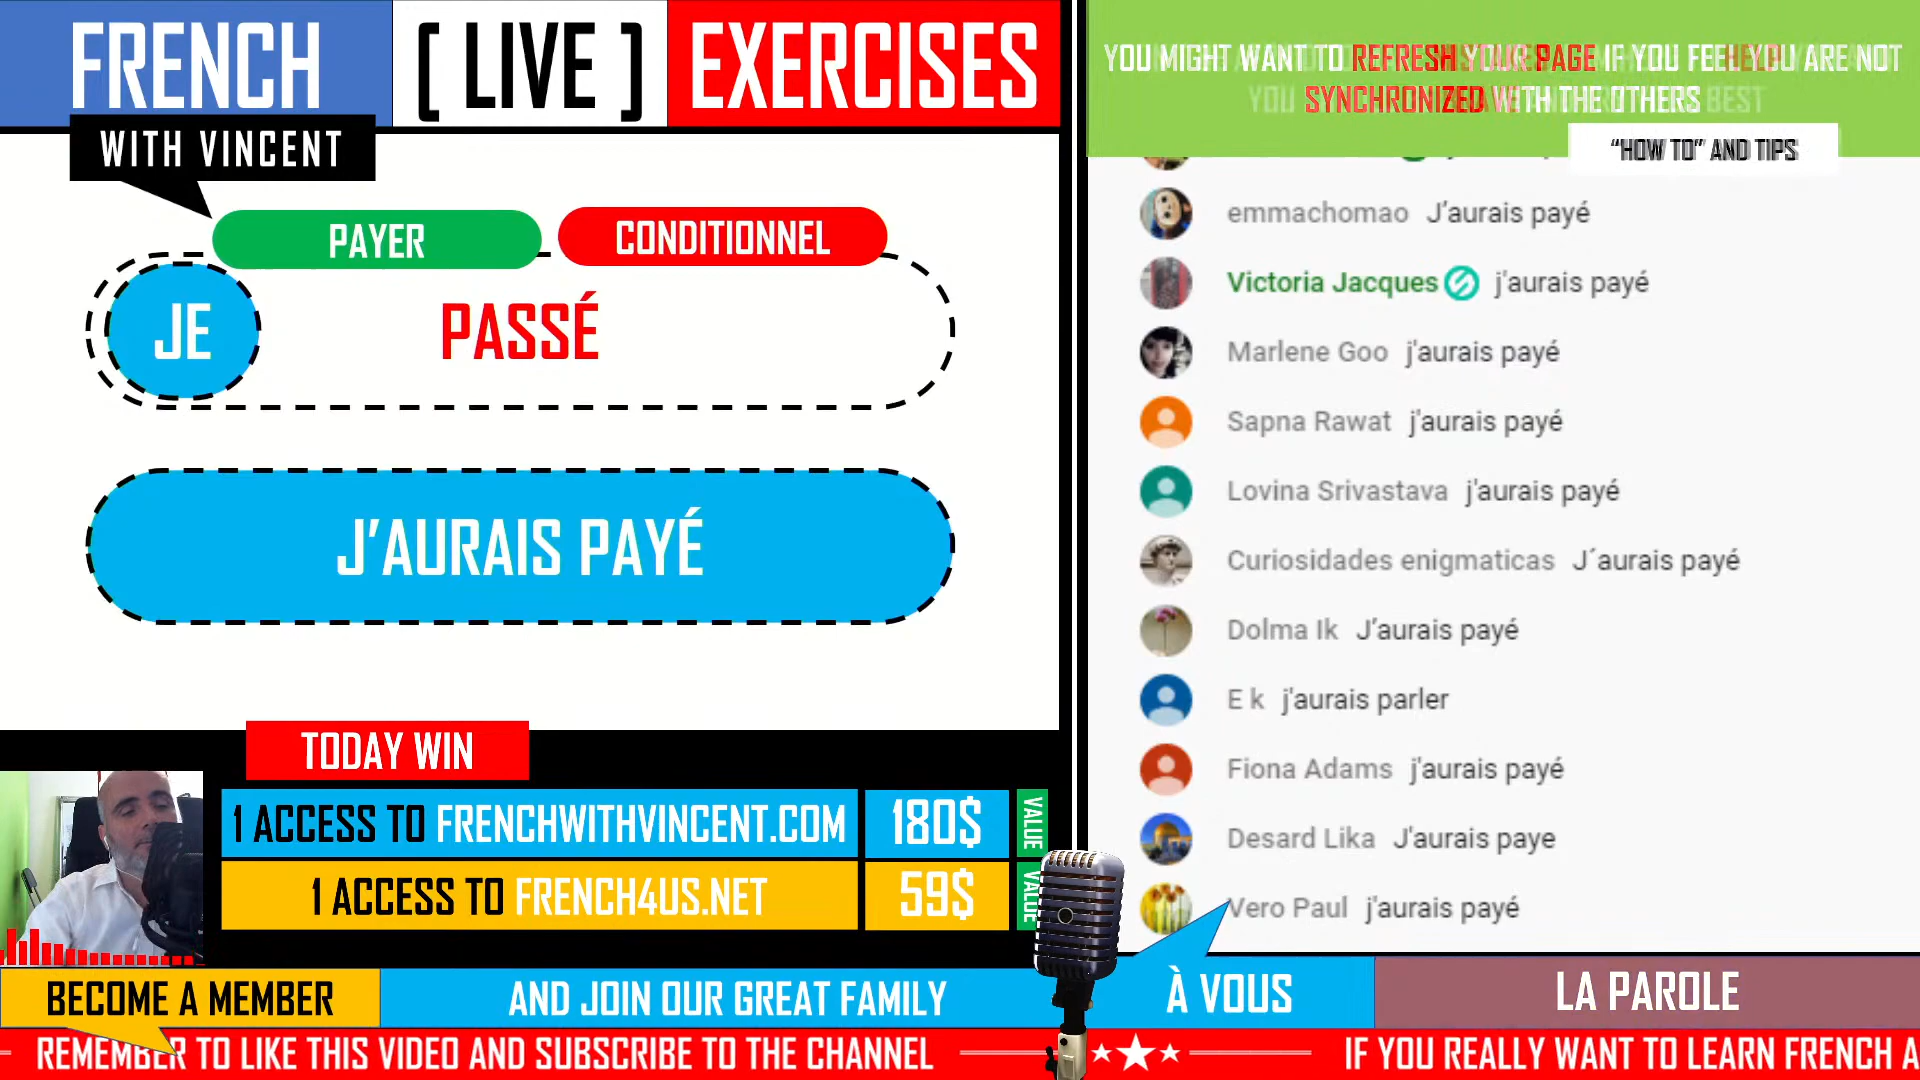 FRENCH
[ LIVE ]
EXERCISES
WITH VINCENT
PAYER
CONDITIONNEL
JE
PASSÉ
J’AURAIS PAYÉ
TODAY WIN
1 ACCESS TO FRENCHWITHVINCENT.COM
180$
VALUE
1 ACCESS TO FRENCH4US.NET
59$
VALUE
BECOME A MEMBER
AND JOIN OUR GREAT FAMILY
REMEMBER TO LIKE THIS VIDEO AND SUBSCRIBE TO THE CHANNEL
YOU MIGHT WANT TO REFRESH YOUR PAGE IF YOU FEEL YOU ARE NOT
SYNCHRONIZED WITH THE OTHERS
“HOW TO” AND TIPS
emmachomao J’aurais payé
Victoria Jacques j'aurais payé
Marlene Goo j'aurais payé
Sapna Rawat j'aurais payé
Lovina Srivastava j'aurais payé
Curiosidades enigmaticas J´aurais payé
Dolma Ik J’aurais payé
E k j'aurais parler
Fiona Adams j'aurais payé
Desard Lika J'aurais paye
Vero Paul j'aurais payé
À VOUS
LA PAROLE
IF YOU REALLY WANT TO LEARN FRENCH A